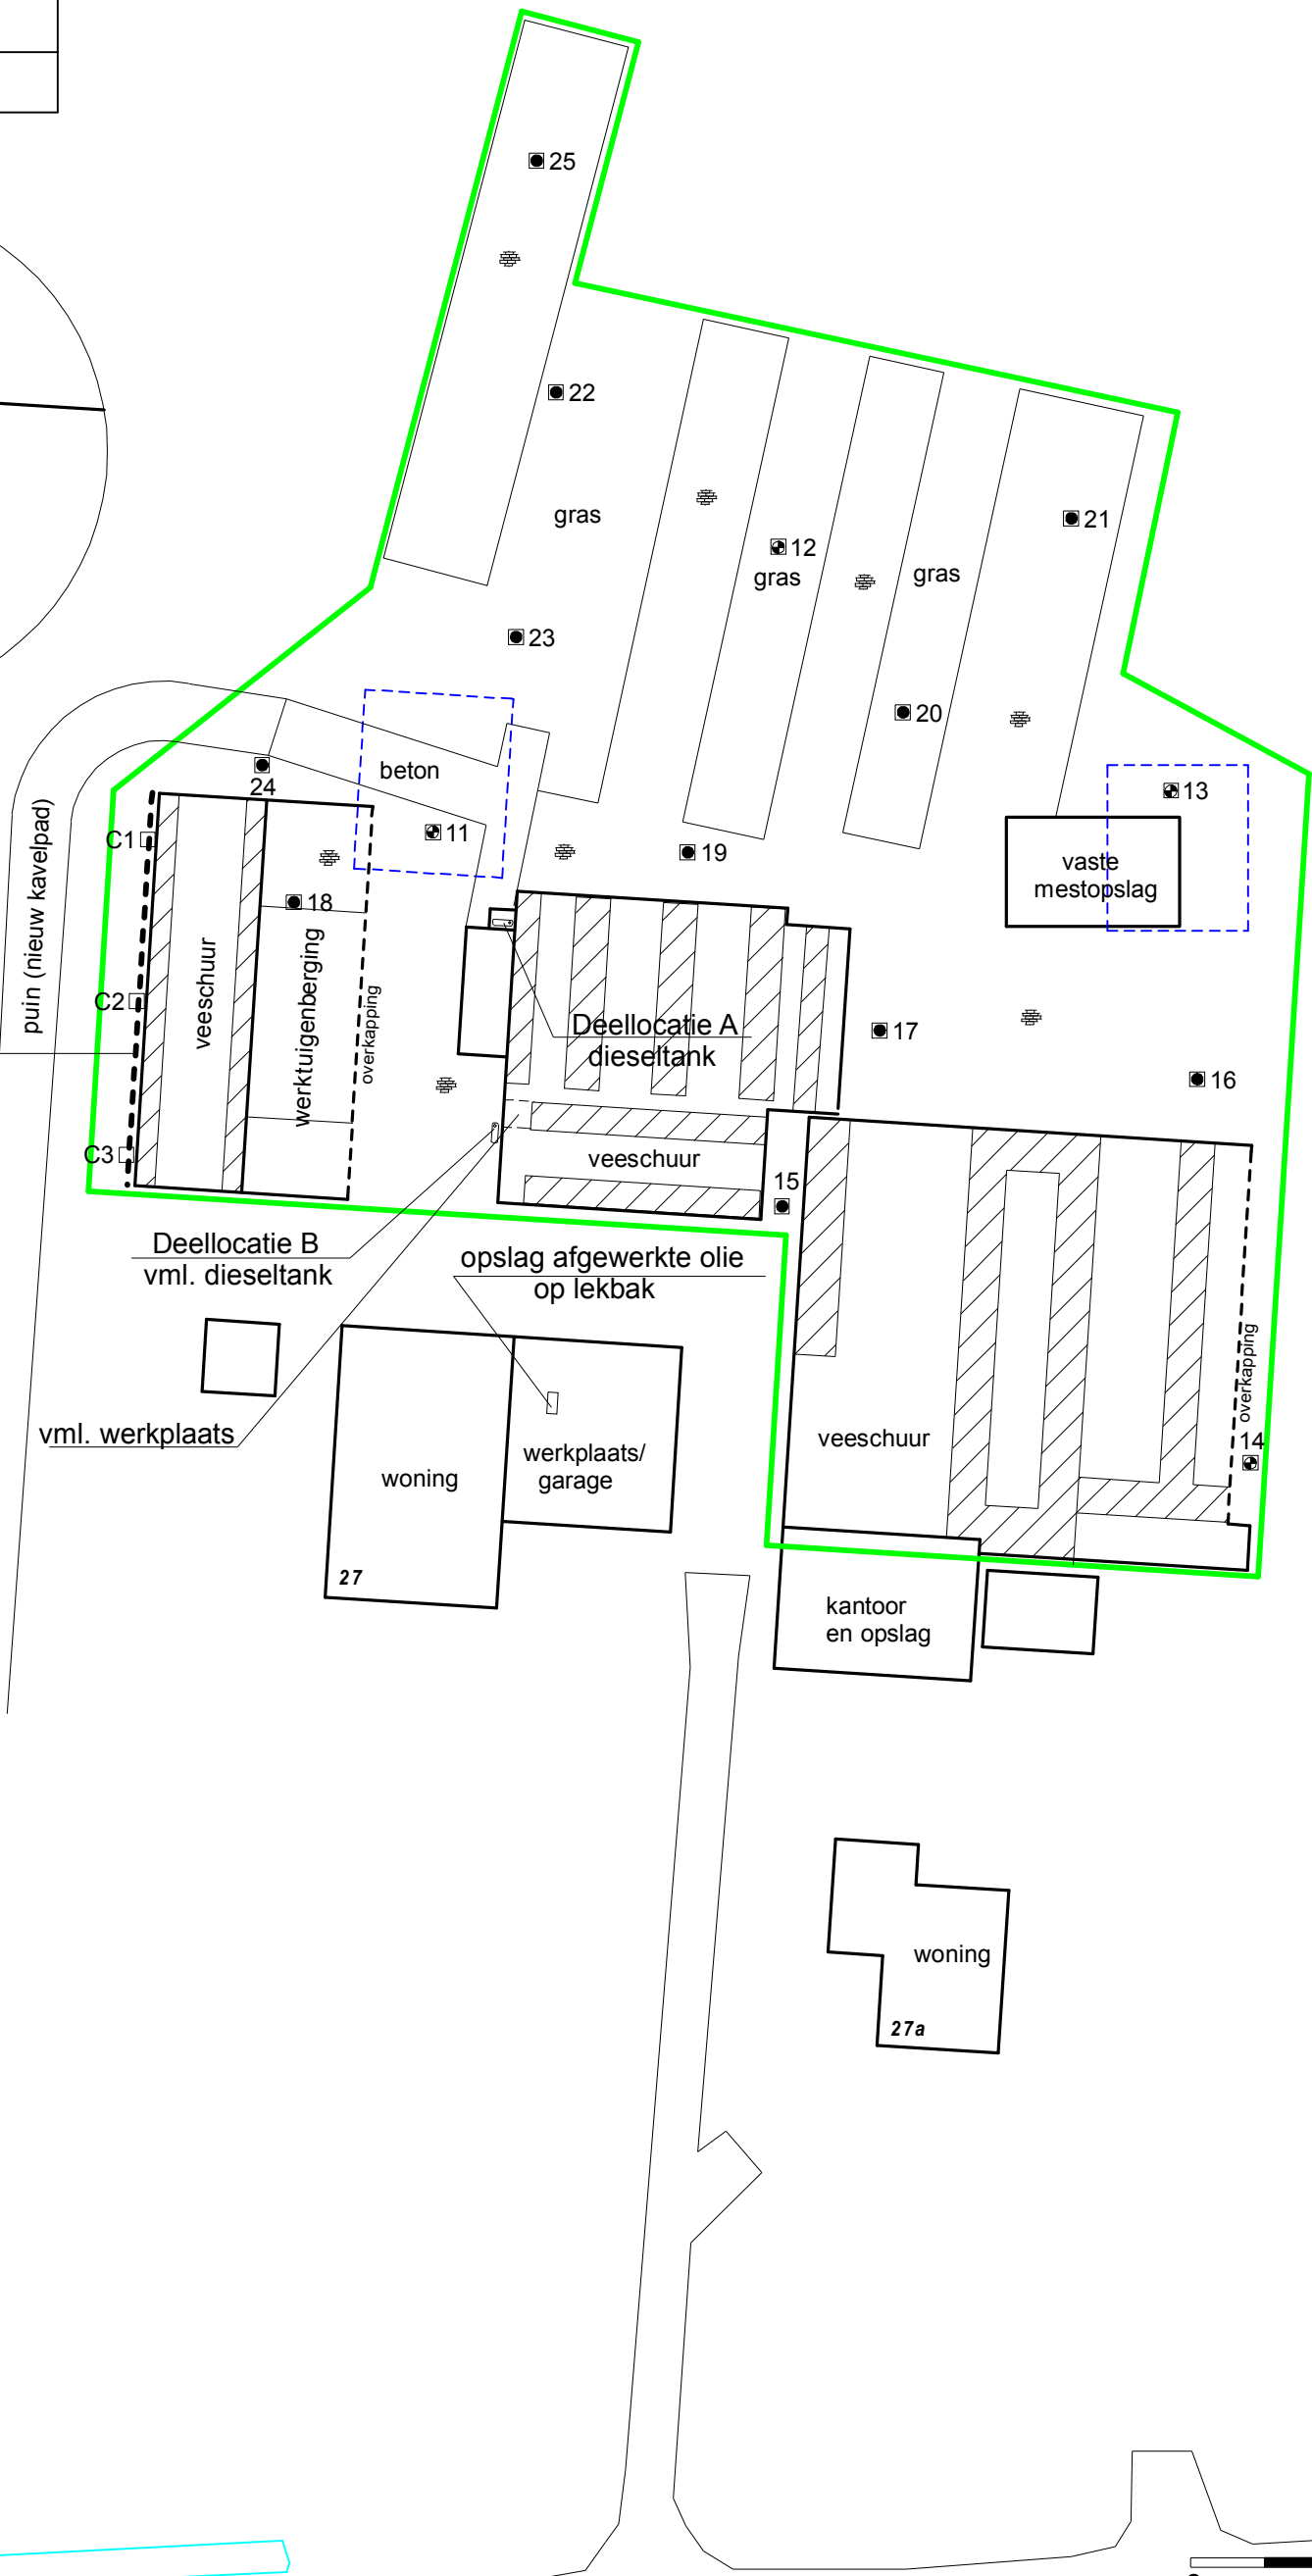 25
22
gras
21
12
gras
gras
23
20
beton
24
13
C1
11
19
vaste
mestopslag
18
puin (nieuw kavelpad)
veeschuur
werktuigenberging
overkapping
C2
Deellocatie A
dieseltank
17
16
C3
veeschuur
15
Deellocatie B
vml. dieseltank
opslag afgewerkte olie
op lekbak
overkapping
vml. werkplaats
werkplaats/
garage
woning
veeschuur
14
27
kantoor
en opslag
woning
27a